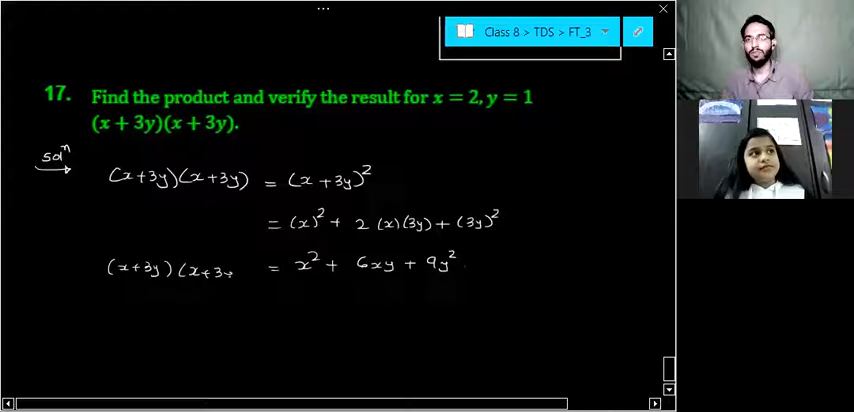 Class 8 > TDS > FT_3
17. Find the product and verify the result for x = 2, y = 1
(x + 3y)(x + 3y).
solⁿ
(x+3y)(x+3y) = (x+3y)²
= (x)² + 2(x)(3y) + (3y)²
(x+3y)(x+3y = x² + 6xy + 9y²